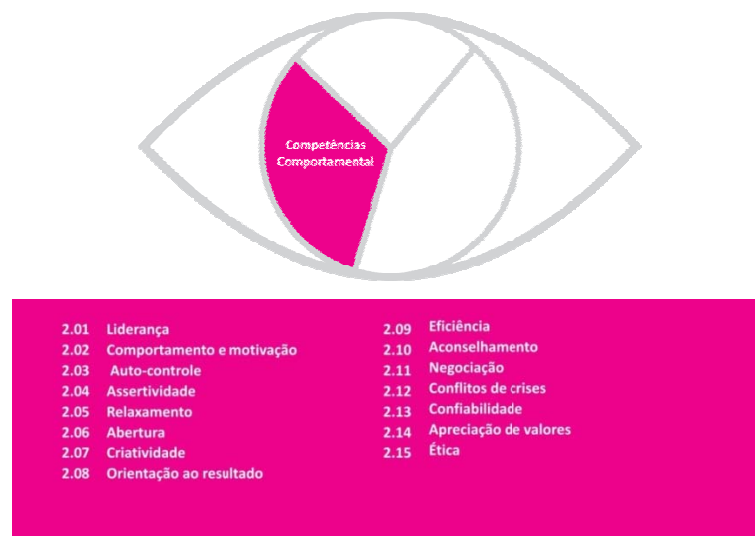 Competências
Comportamental
2.01 Liderança
2.02 Comportamento e motivação
2.03 Auto-controle
2.04 Assertividade
2.05 Relaxamento
2.06 Abertura
2.07 Criatividade
2.08 Orientação ao resultado
2.09 Eficiência
2.10 Aconselhamento
2.11 Negociação
2.12 Conflitos de crises
2.13 Confiabilidade
2.14 Apreciação de valores
2.15 Ética